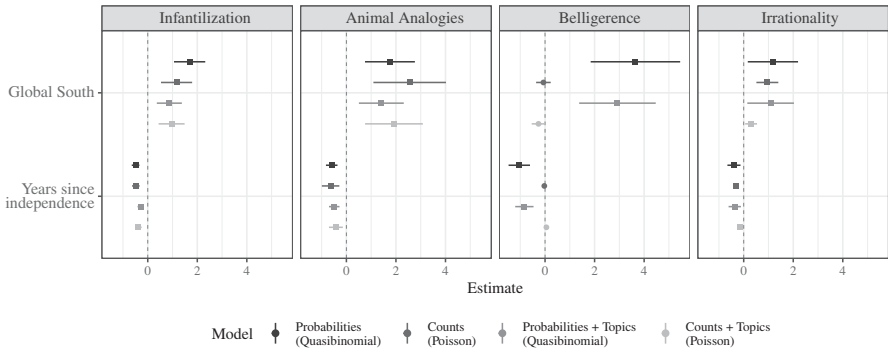 Infantilization
Animal Analogies
Belligerence
Irrationality
Global South
Years since
independence
0 2 4
0 2 4
0 2 4
0 2 4
Estimate
Model
Probabilities
(Quasibinomial)
Counts
(Poisson)
Probabilities + Topics
(Quasibinomial)
Counts + Topics
(Poisson)